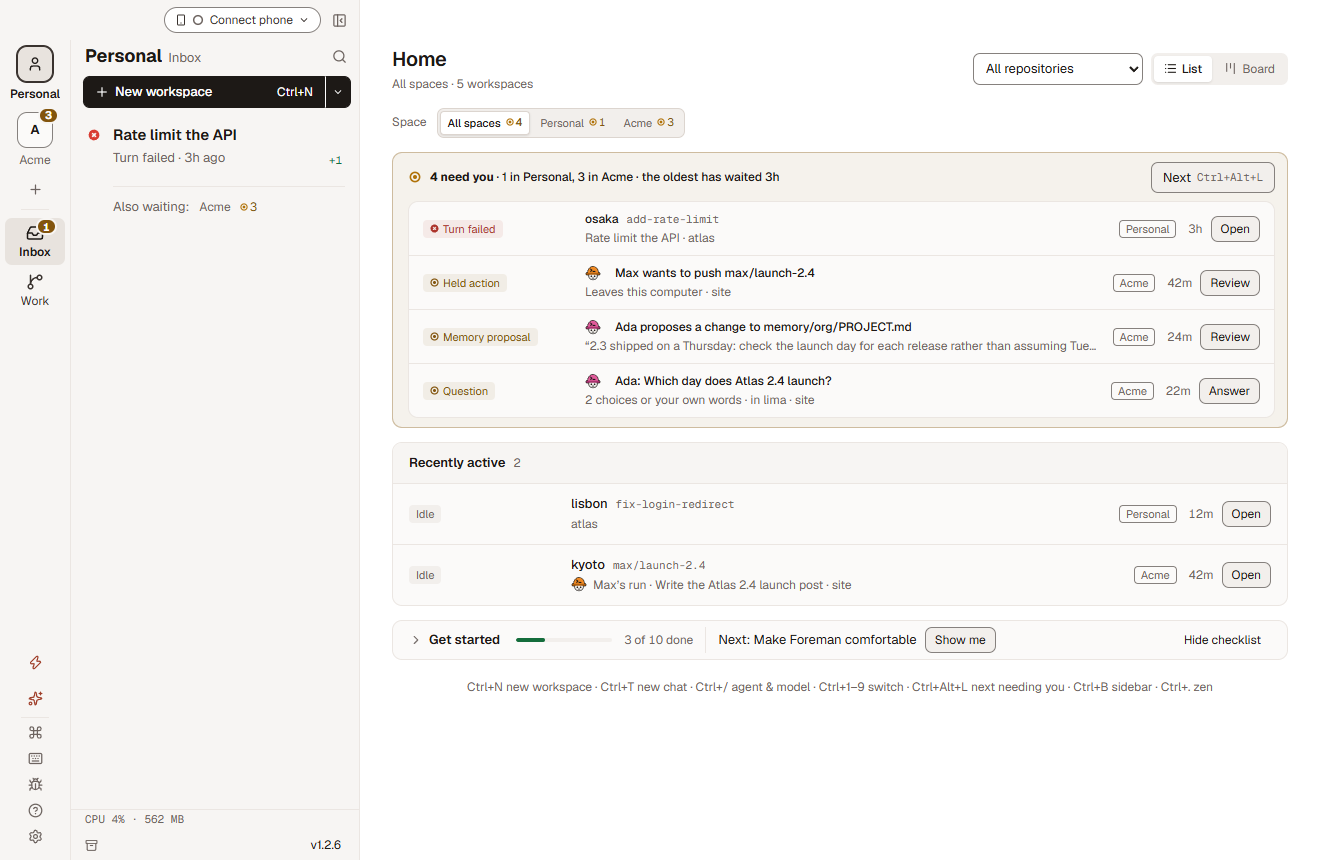 Connect phone
Personal
3
A
Acme
1
Inbox
Work
Personal Inbox
New workspace Ctrl+N
Rate limit the API
Turn failed · 3h ago +1
Also waiting: Acme 3
CPU 4% · 562 MB
v1.2.6
Home
All spaces · 5 workspaces
All repositories List Board
Space All spaces 4 Personal 1 Acme 3
4 need you · 1 in Personal, 3 in Acme · the oldest has waited 3h Next Ctrl+Alt+L
Turn failed osaka add-rate-limit Personal 3h Open
Rate limit the API · atlas
Held action Max wants to push max/launch-2.4 Acme 42m Review
Leaves this computer · site
Memory proposal Ada proposes a change to memory/org/PROJECT.md Acme 24m Review
“2.3 shipped on a Thursday: check the launch day for each release rather than assuming Tue…
Question Ada: Which day does Atlas 2.4 launch? Acme 22m Answer
2 choices or your own words · in lima · site
Recently active 2
Idle lisbon fix-login-redirect Personal 12m Open
atlas
Idle kyoto max/launch-2.4 Acme 42m Open
Max's run · Write the Atlas 2.4 launch post · site
Get started 3 of 10 done Next: Make Foreman comfortable Show me Hide checklist
Ctrl+N new workspace · Ctrl+T new chat · Ctrl+/ agent & model · Ctrl+1–9 switch · Ctrl+Alt+L next needing you · Ctrl+B sidebar · Ctrl+. zen